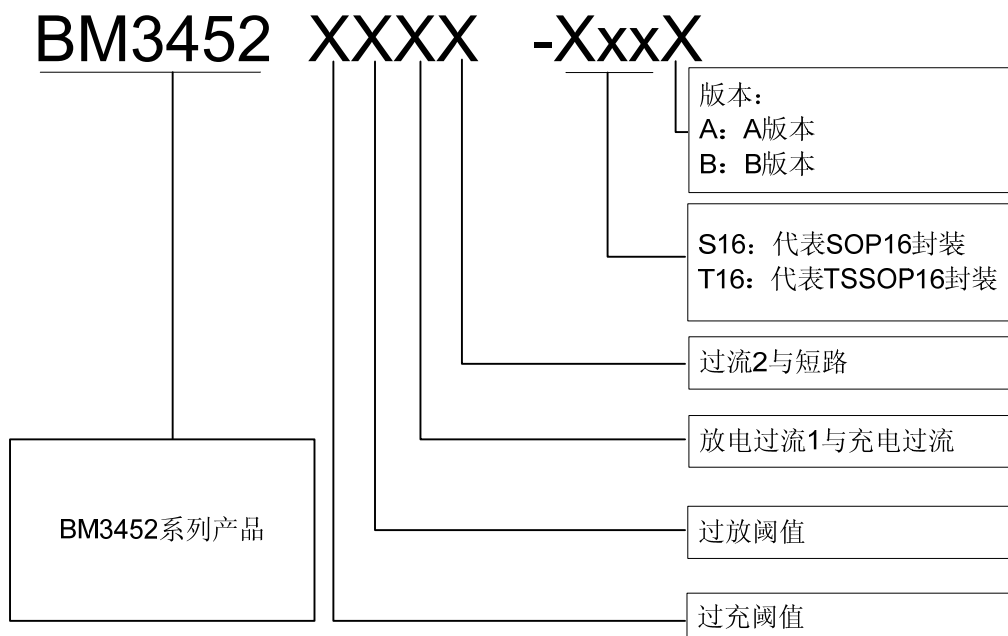 BM3452 XXXX -XxxX
版本：
A：A版本
B：B版本
S16：代表SOP16封装
T16：代表TSSOP16封装
过流2与短路
放电过流1与充电过流
BM3452系列产品
过放阈值
过充阈值